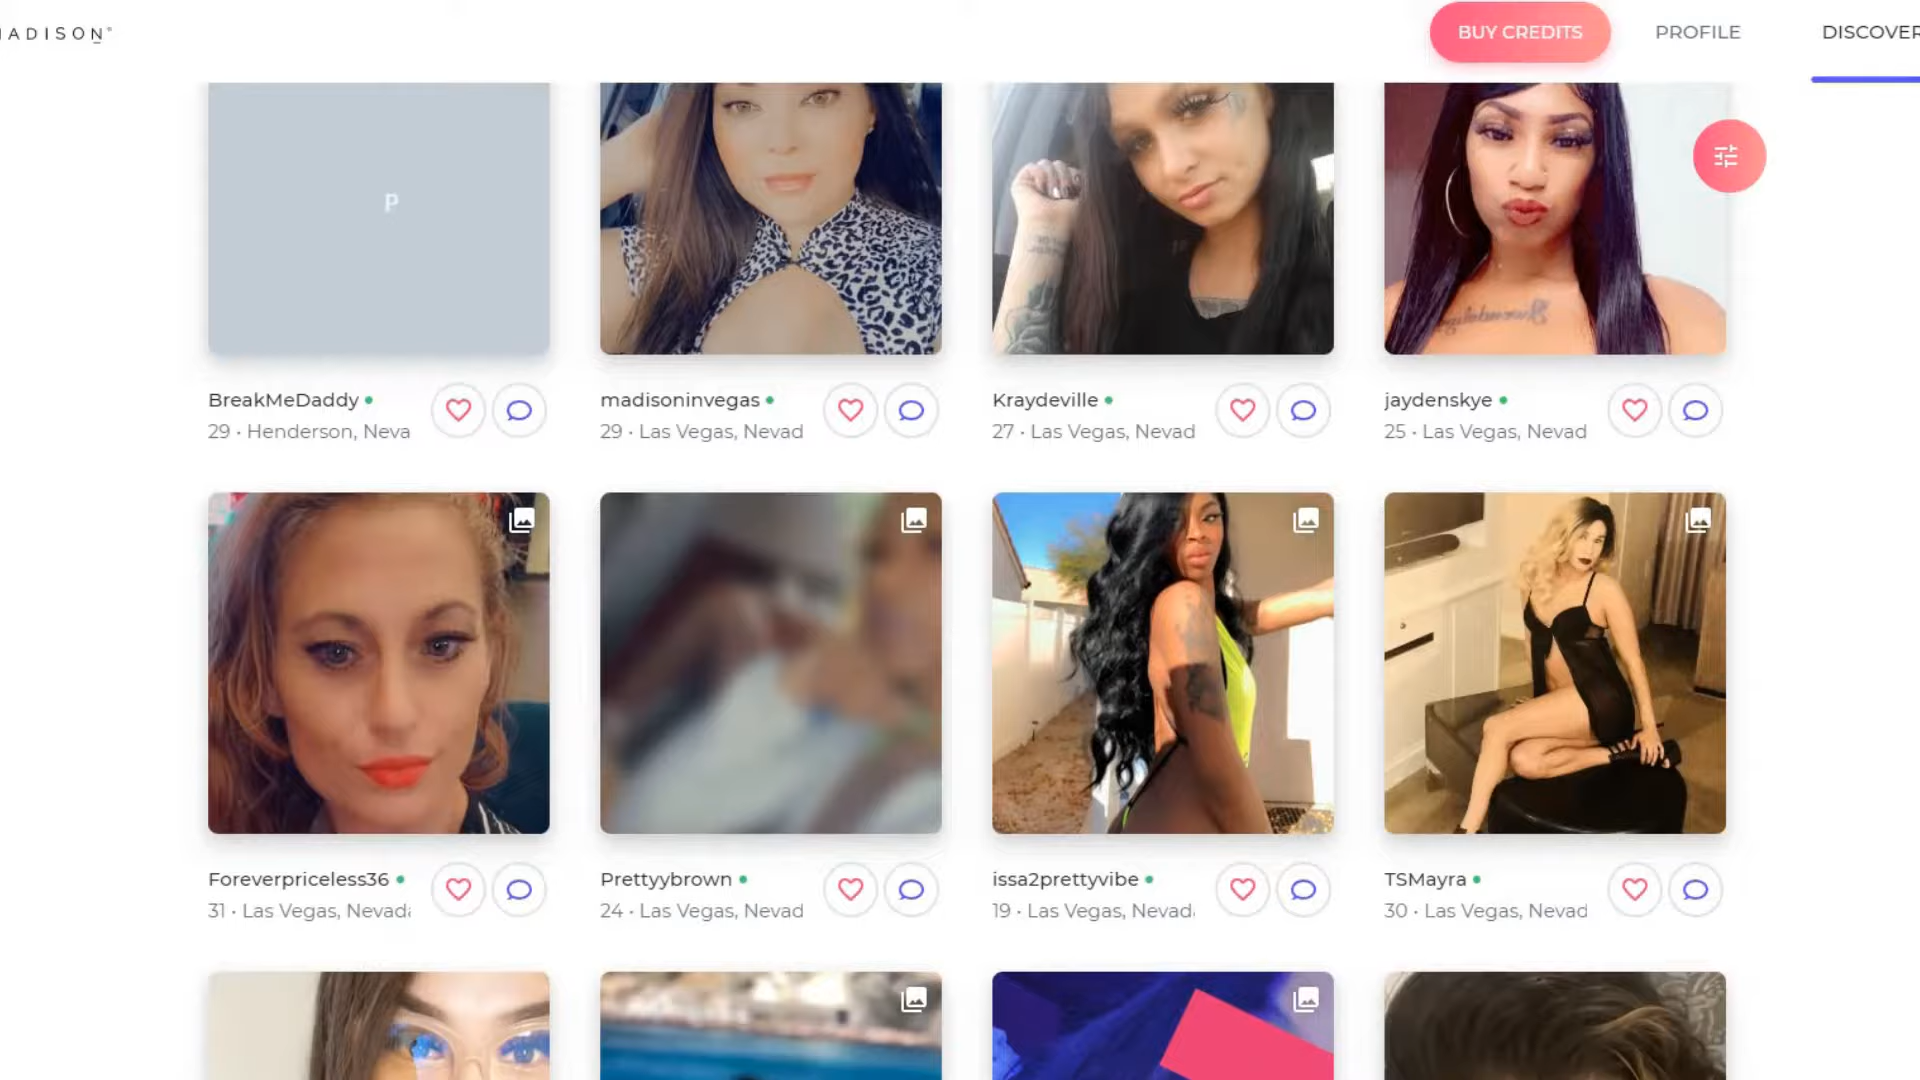 MADISON
BUY CREDITS
PROFILE
DISCOVER
P
BreakMeDaddy
29 · Henderson, Neva
madisoninvegas
29 · Las Vegas, Nevad
Kraydeville
27 · Las Vegas, Nevad
jaydenskye
25 · Las Vegas, Nevad
Foreverpriceless36
31 · Las Vegas, Nevada
Prettyybrown
24 · Las Vegas, Nevad
issa2prettyvibe
19 · Las Vegas, Nevad
TSMayra
30 · Las Vegas, Nevad